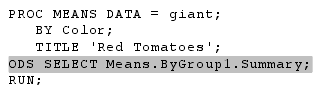 PROC MEANS DATA = giant;
BY Color;
TITLE 'Red Tomatoes';
ODS SELECT Means.ByGroup1.Summary;
RUN;